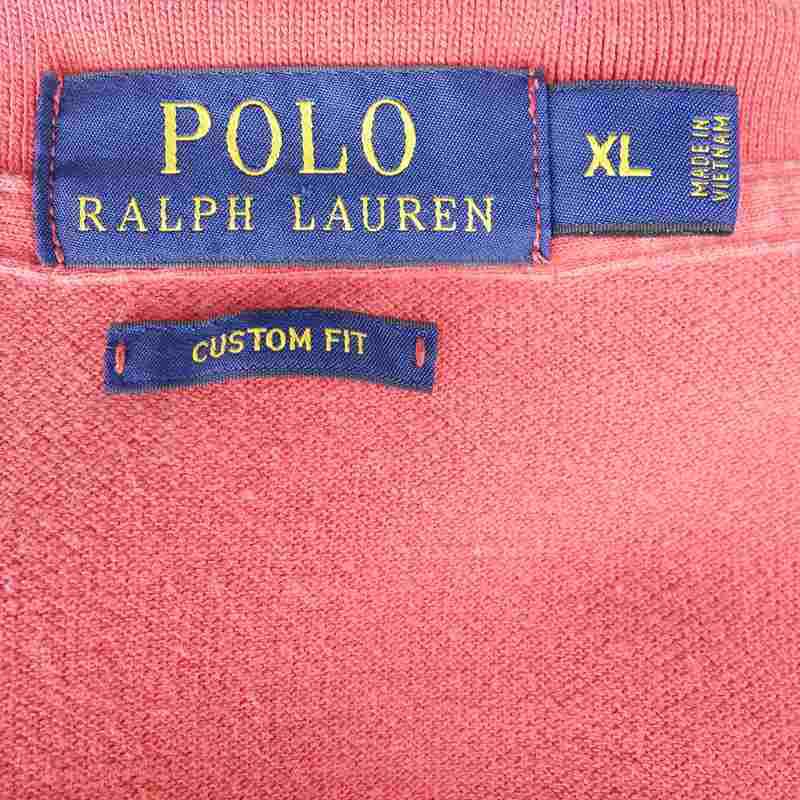 POLO
RALPH LAUREN
XL
MADE IN
VIETNAM
CUSTOM FIT